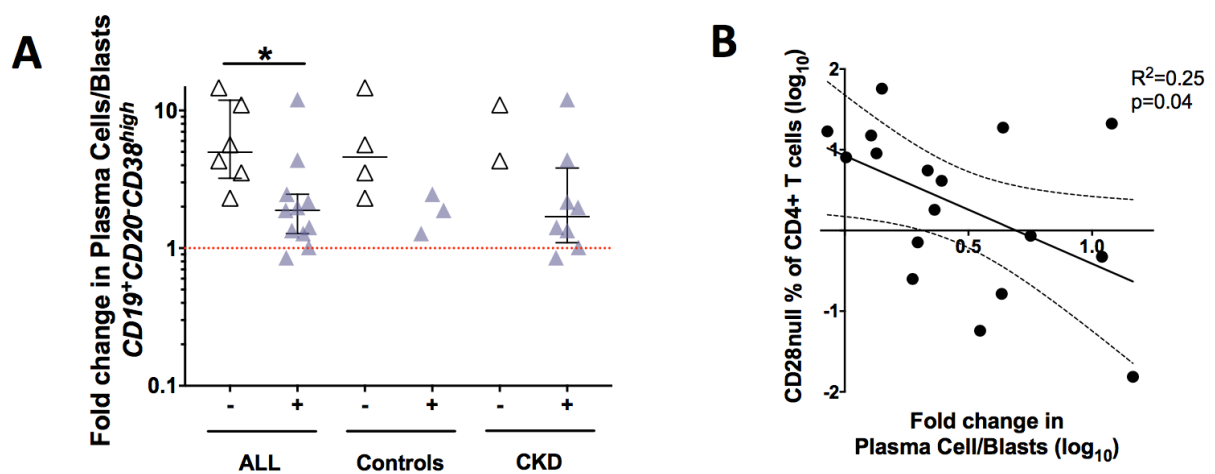 A
Fold change in Plasma Cells/Blasts
CD19⁺CD20⁻CD38ʰⁱᵍʰ
*
10
1
0.1
- + - + - +
ALL Controls CKD
B
CD28null % of CD4+ T cells (log₁₀)
R²=0.25
p=0.04
2
1
-1
-2
0.5 1.0
Fold change in
Plasma Cell/Blasts (log₁₀)